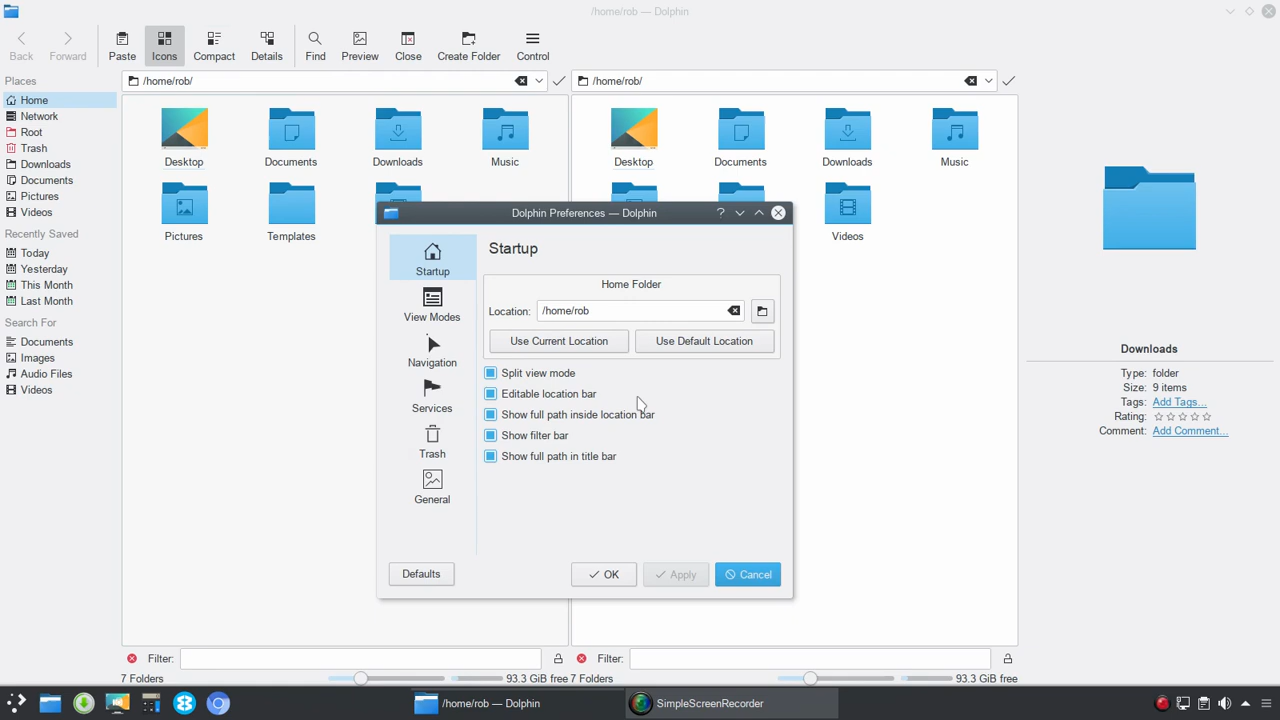 /home/rob — Dolphin
Back
Forward
Paste
Icons
Compact
Details
Find
Preview
Close
Create Folder
Control
Places
Home
Network
Root
Trash
Downloads
Documents
Pictures
Videos
Recently Saved
Today
Yesterday
This Month
Last Month
Search For
Documents
Images
Audio Files
Videos
/home/rob/
Desktop
Documents
Downloads
Music
Pictures
Templates
/home/rob/
Desktop
Documents
Downloads
Music
Videos
Dolphin Preferences — Dolphin
?
Startup
View Modes
Navigation
Services
Trash
General
Startup
Home Folder
Location: /home/rob
Use Current Location
Use Default Location
Split view mode
Editable location bar
Show full path inside location bar
Show filter bar
Show full path in title bar
Defaults
OK
Apply
Cancel
Downloads
Type: folder
Size: 9 items
Tags: Add Tags...
Rating:
Comment: Add Comment...
Filter:
Filter:
7 Folders
93.3 GiB free
7 Folders
93.3 GiB free
/home/rob — Dolphin
SimpleScreenRecorder